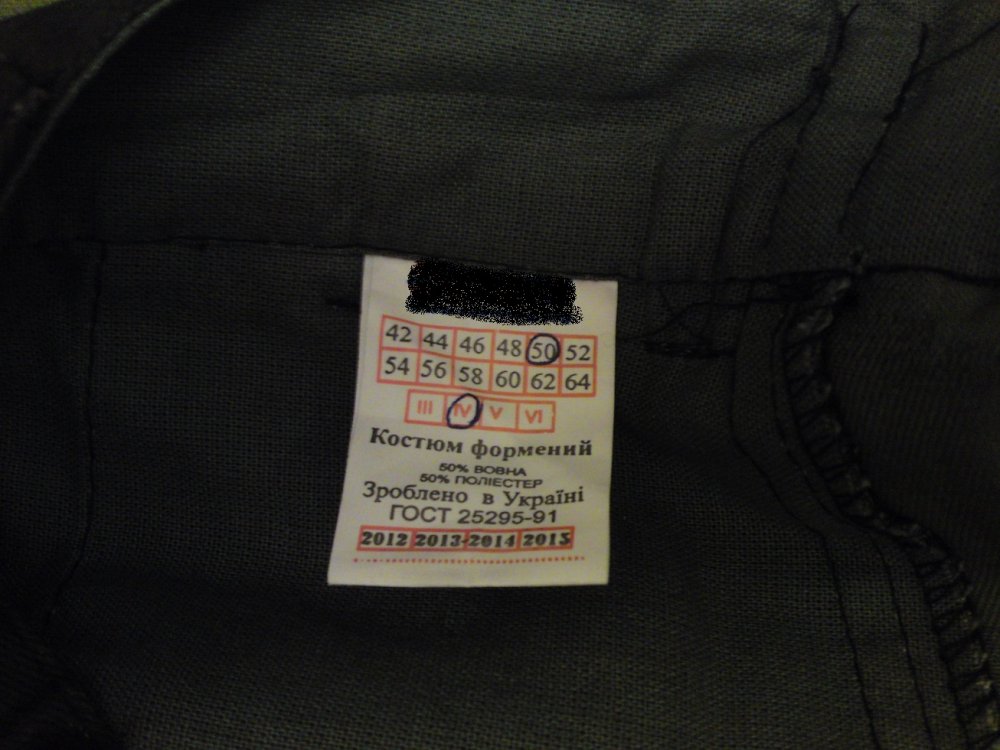 42 44 46 48 50 52
54 56 58 60 62 64
III IV V VI
Костюм формений
50% ВОВНА
50% ПОЛІЕСТЕР
Зроблено в Україні
ГОСТ 25295-91
2012 2013 2014 2015